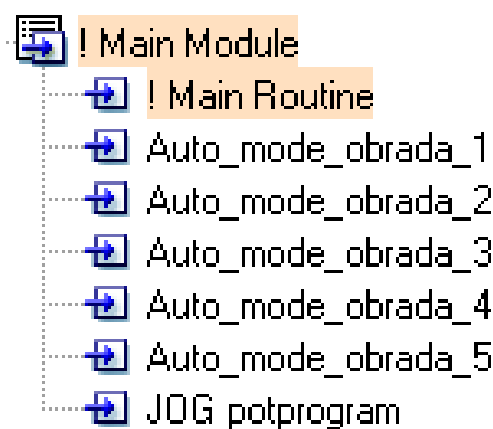 ! Main Module
! Main Routine
Auto_mode_obrada_1
Auto_mode_obrada_2
Auto_mode_obrada_3
Auto_mode_obrada_4
Auto_mode_obrada_5
JOG potprogram